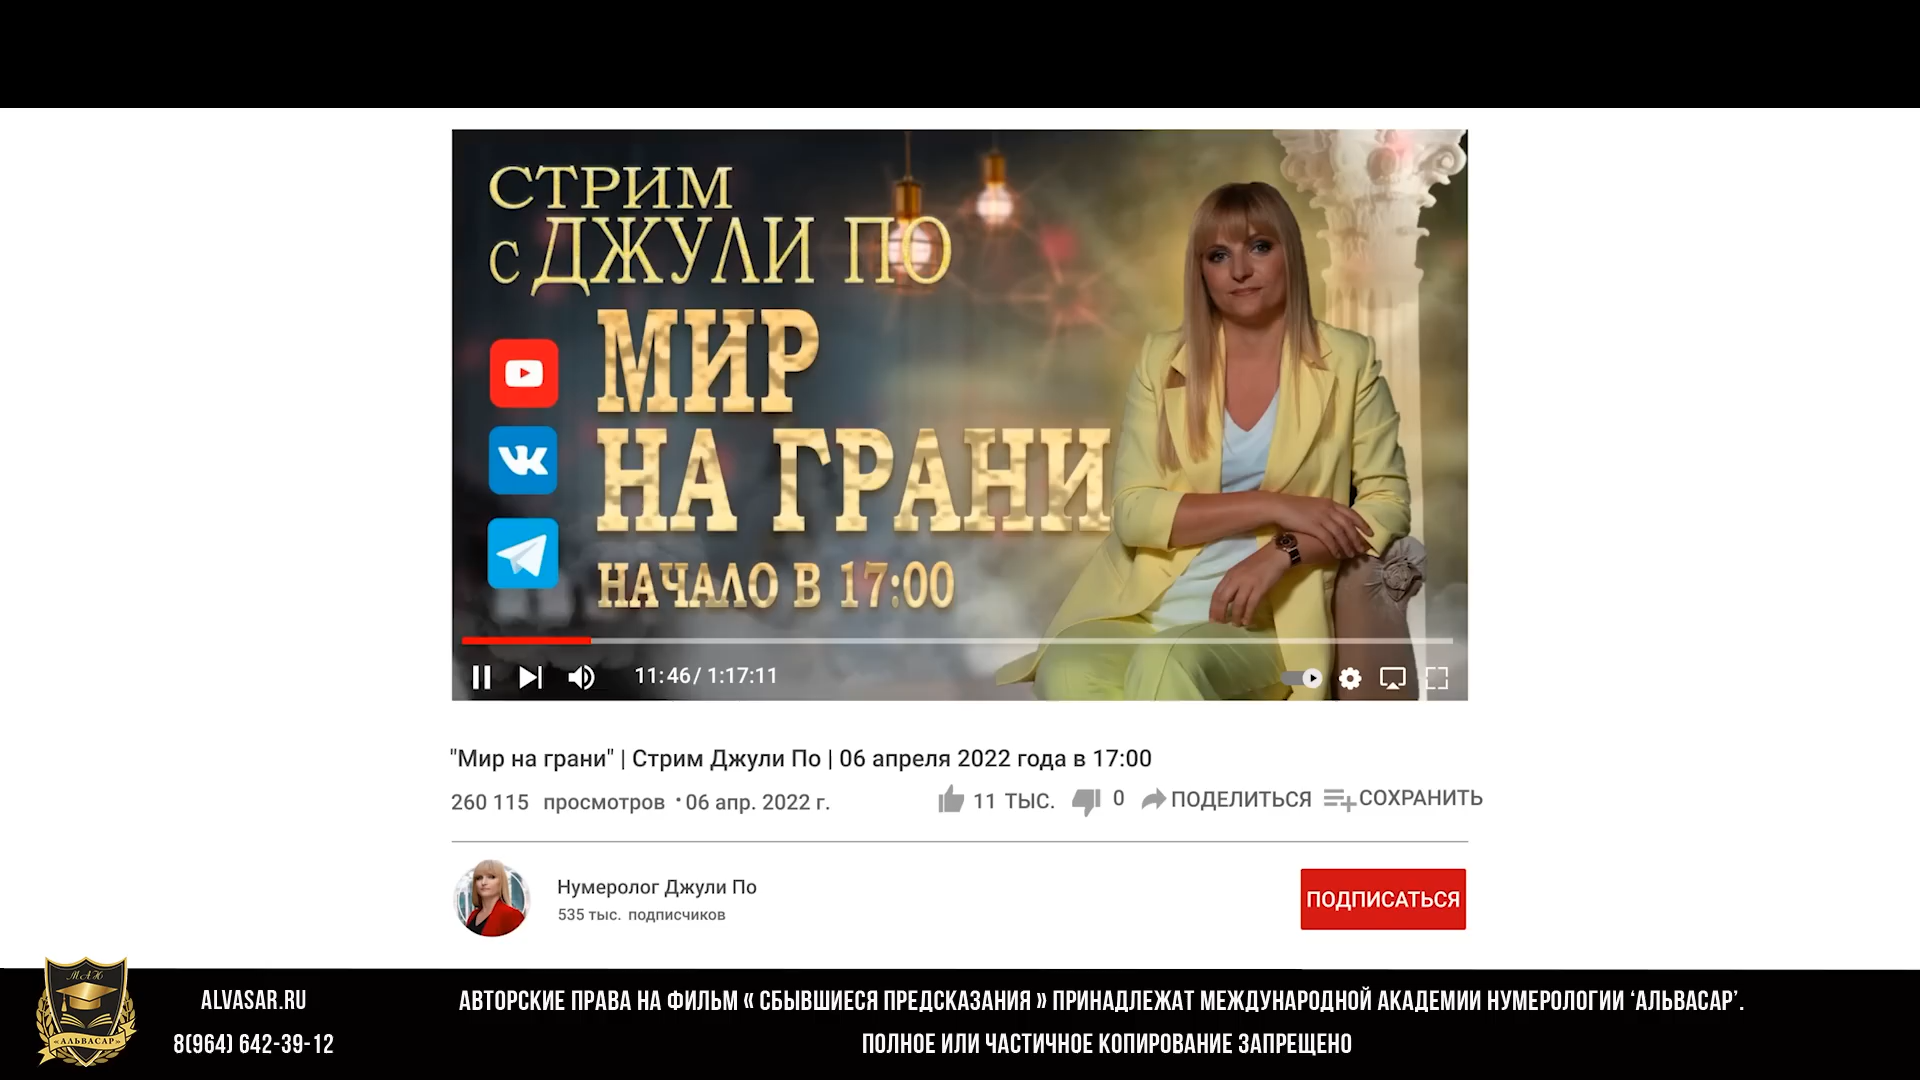 СТРИМ
С ДЖУЛИ ПО
МИР
НА ГРАНИ
НАЧАЛО В 17:00
11:46/ 1:17:11
"Мир на грани" | Стрим Джули По | 06 апреля 2022 года в 17:00
260 115 просмотров • 06 апр. 2022 г.
11 ТЫС. 0 ПОДЕЛИТЬСЯ СОХРАНИТЬ
Нумеролог Джули По
535 тыс. подписчиков
ПОДПИСАТЬСЯ
МАН
«АЛЬВАСАР»
ALVASAR.RU
8(964) 642-39-12
АВТОРСКИЕ ПРАВА НА ФИЛЬМ « СБЫВШИЕСЯ ПРЕДСКАЗАНИЯ » ПРИНАДЛЕЖАТ МЕЖДУНАРОДНОЙ АКАДЕМИИ НУМЕРОЛОГИИ ‘АЛЬВАСАР’.
ПОЛНОЕ ИЛИ ЧАСТИЧНОЕ КОПИРОВАНИЕ ЗАПРЕЩЕНО